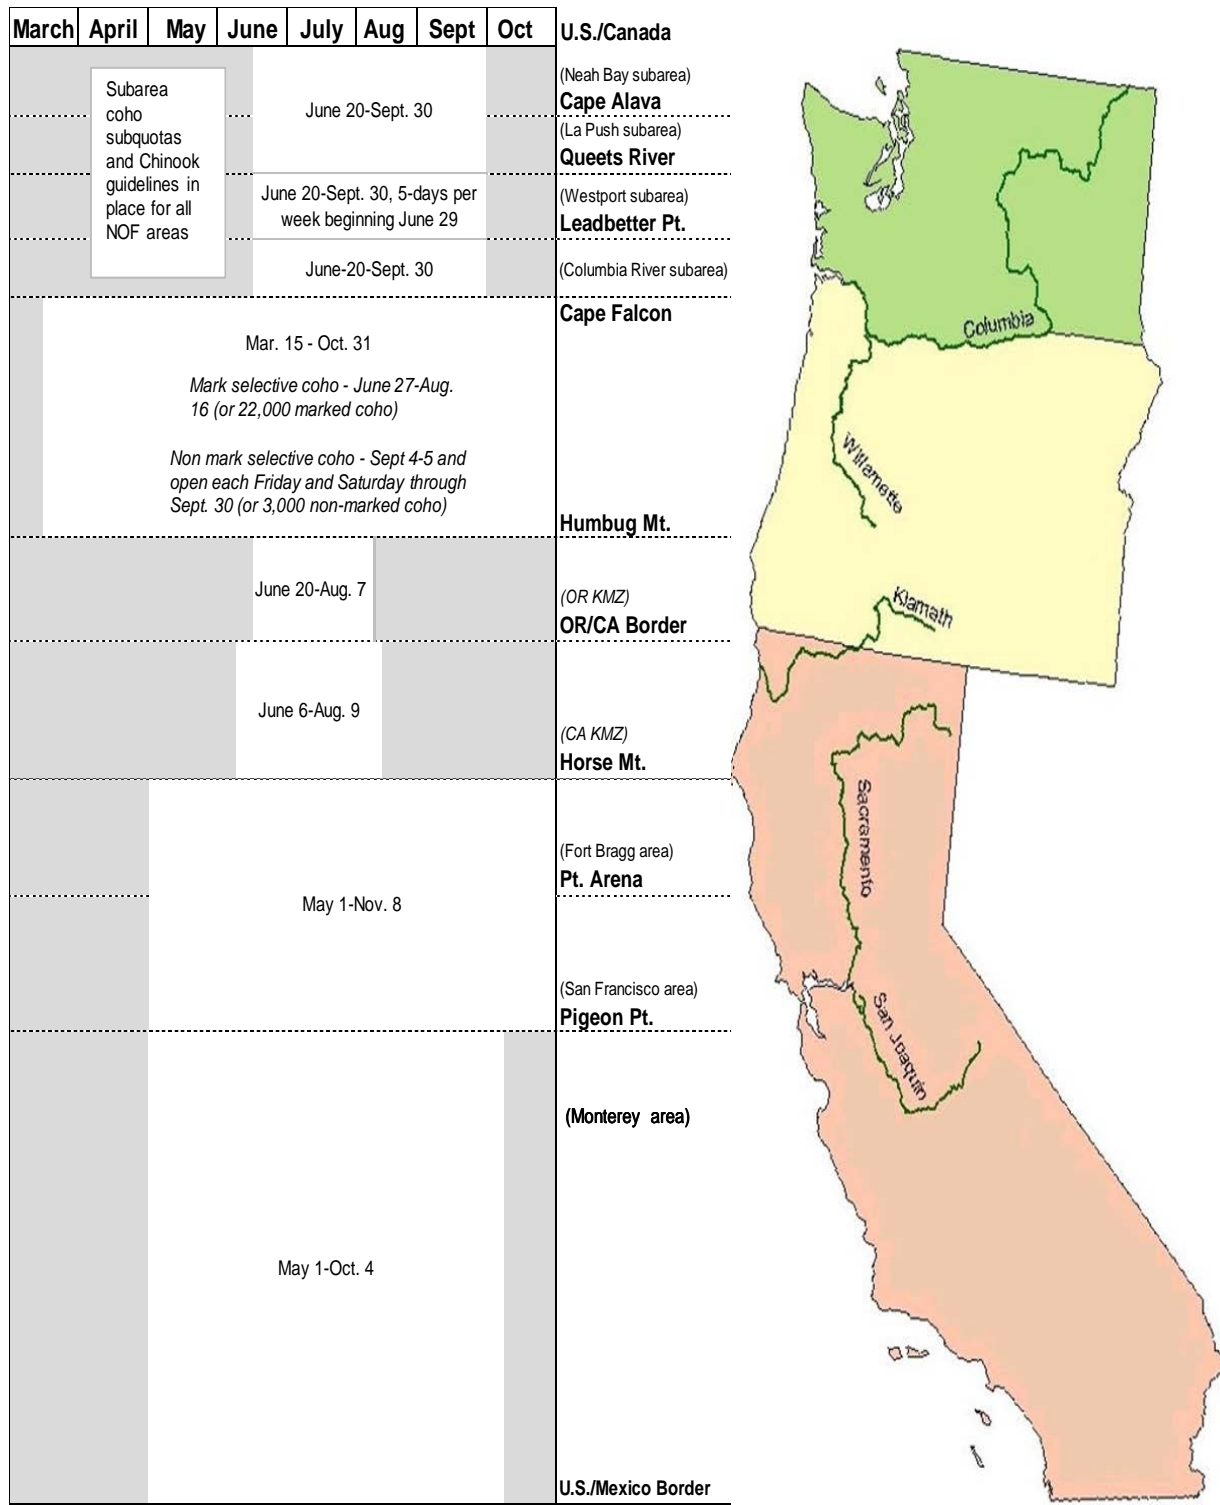 March April May June July Aug Sept Oct
U.S./Canada
Subarea
coho
subquotas
and Chinook
guidelines in
place for all
NOF areas
June 20-Sept. 30
(Neah Bay subarea)
Cape Alava
(La Push subarea)
Queets River
June 20-Sept. 30, 5-days per
week beginning June 29
(Westport subarea)
Leadbetter Pt.
June-20-Sept. 30
(Columbia River subarea)
Cape Falcon
Mar. 15 - Oct. 31
Mark selective coho - June 27-Aug.
16 (or 22,000 marked coho)
Non mark selective coho - Sept 4-5 and
open each Friday and Saturday through
Sept. 30 (or 3,000 non-marked coho)
Humbug Mt.
June 20-Aug. 7
(OR KMZ)
OR/CA Border
June 6-Aug. 9
(CA KMZ)
Horse Mt.
(Fort Bragg area)
Pt. Arena
May 1-Nov. 8
(San Francisco area)
Pigeon Pt.
(Monterey area)
May 1-Oct. 4
U.S./Mexico Border
Columbia
Willamette
Klamath
Sacramento
San Joaquin